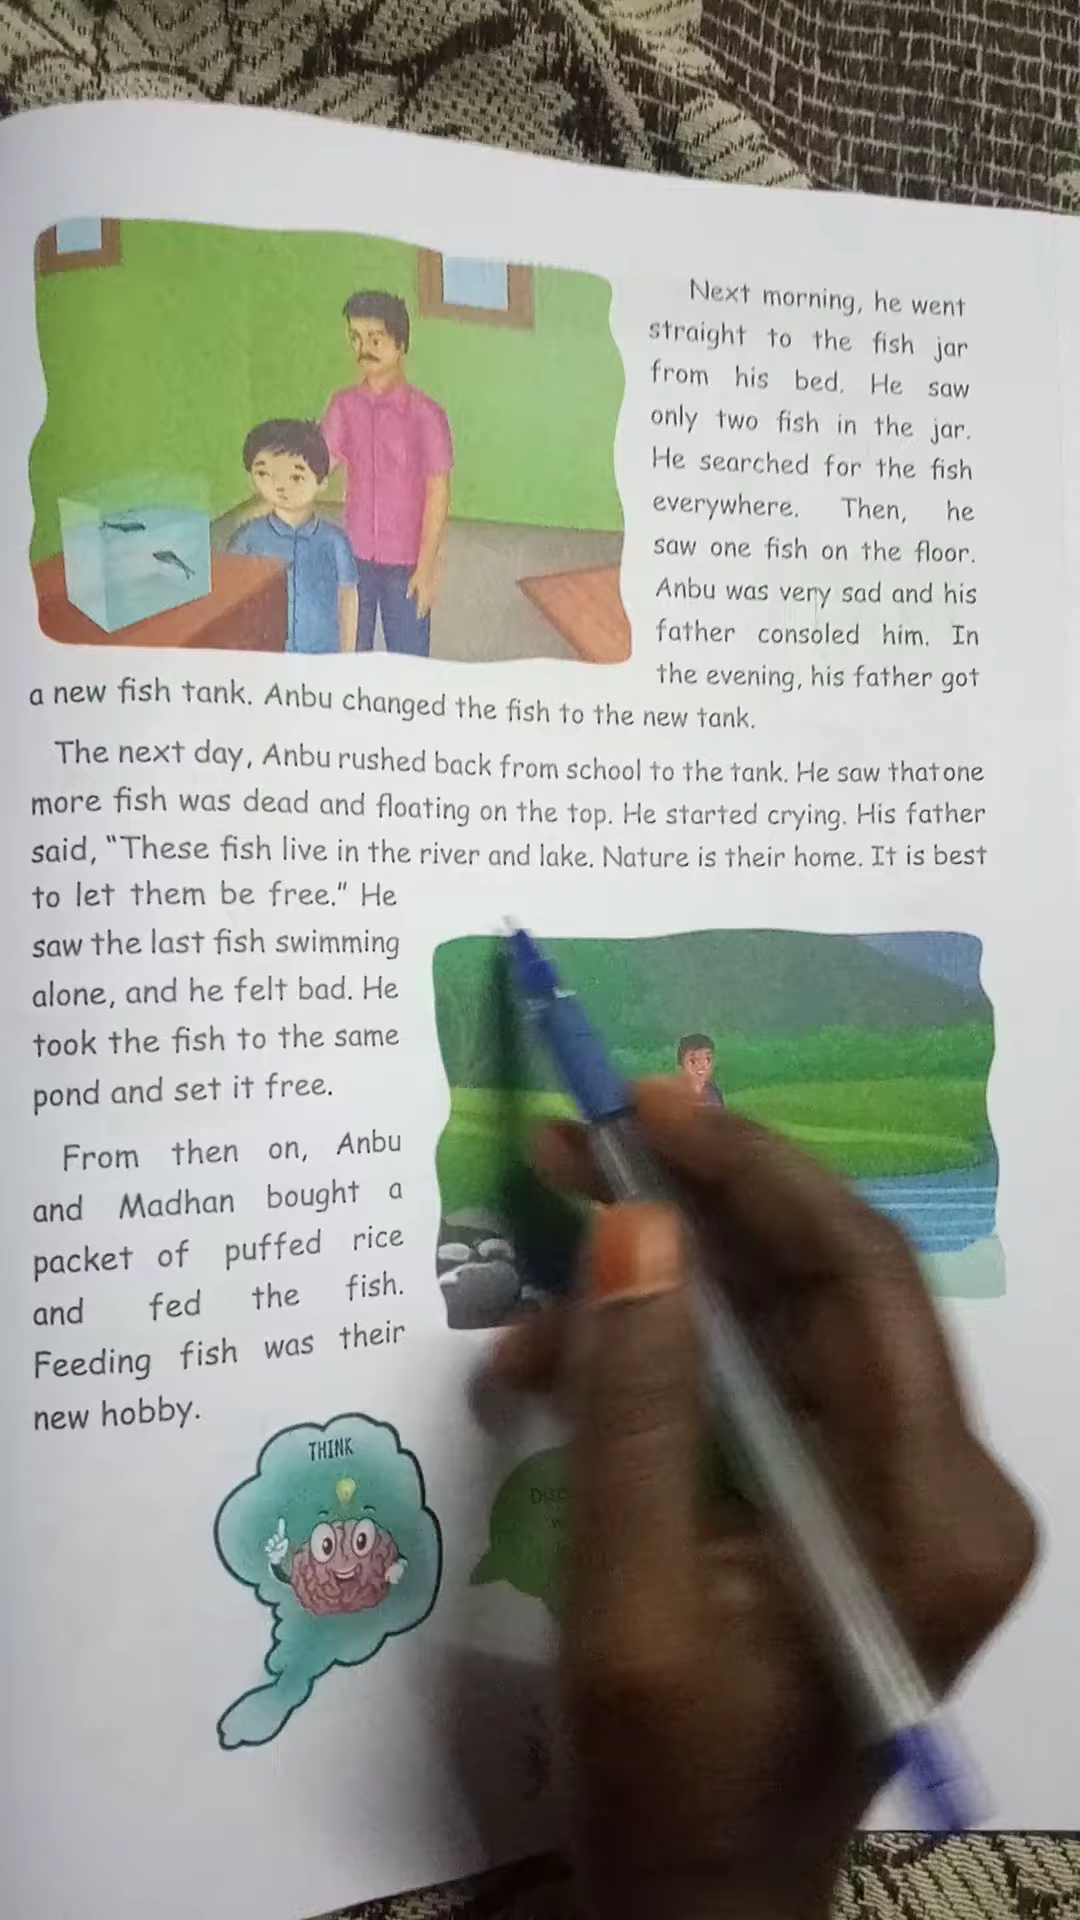 Next morning, he went
straight to the fish jar
from his bed. He saw
only two fish in the jar.
He searched for the fish
everywhere. Then, he
saw one fish on the floor.
Anbu was very sad and his
father consoled him. In
the evening, his father got
a new fish tank. Anbu changed the fish to the new tank.
The next day, Anbu rushed back from school to the tank. He saw that one
more fish was dead and floating on the top. He started crying. His father
said, "These fish live in the river and lake. Nature is their home. It is best
to let them be free." He
saw the last fish swimming
alone, and he felt bad. He
took the fish to the same
pond and set it free.
From then on, Anbu
and Madhan bought a
packet of puffed rice
and fed the fish.
Feeding fish was their
new hobby.
THINK